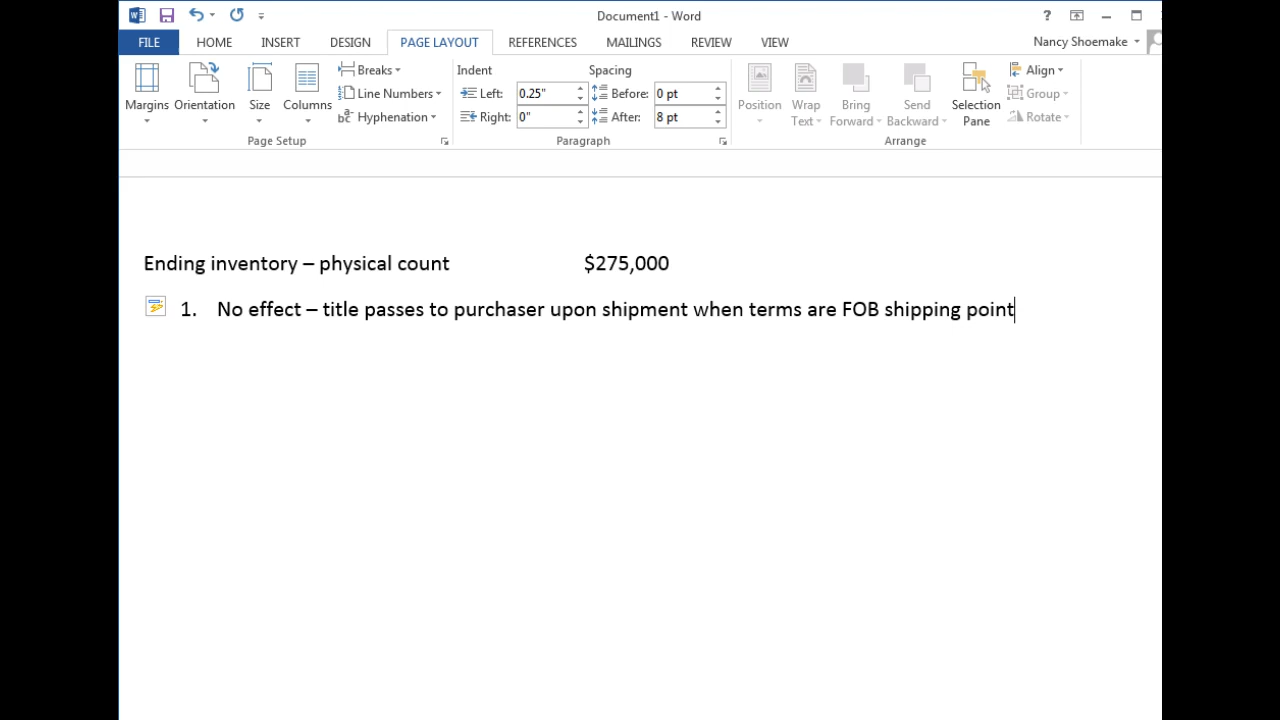 Document1 - Word
?
FILE HOME INSERT DESIGN PAGE LAYOUT REFERENCES MAILINGS REVIEW VIEW Nancy Shoemake
Margins Orientation Size Columns
Breaks
Line Numbers
Hyphenation
Page Setup
Indent
Left: 0.25"
Right: 0"
Spacing
Before: 0 pt
After: 8 pt
Paragraph
Position
Wrap Text
Bring Forward
Send Backward
Selection Pane
Align
Group
Rotate
Arrange
Ending inventory – physical count $275,000
1. No effect – title passes to purchaser upon shipment when terms are FOB shipping point